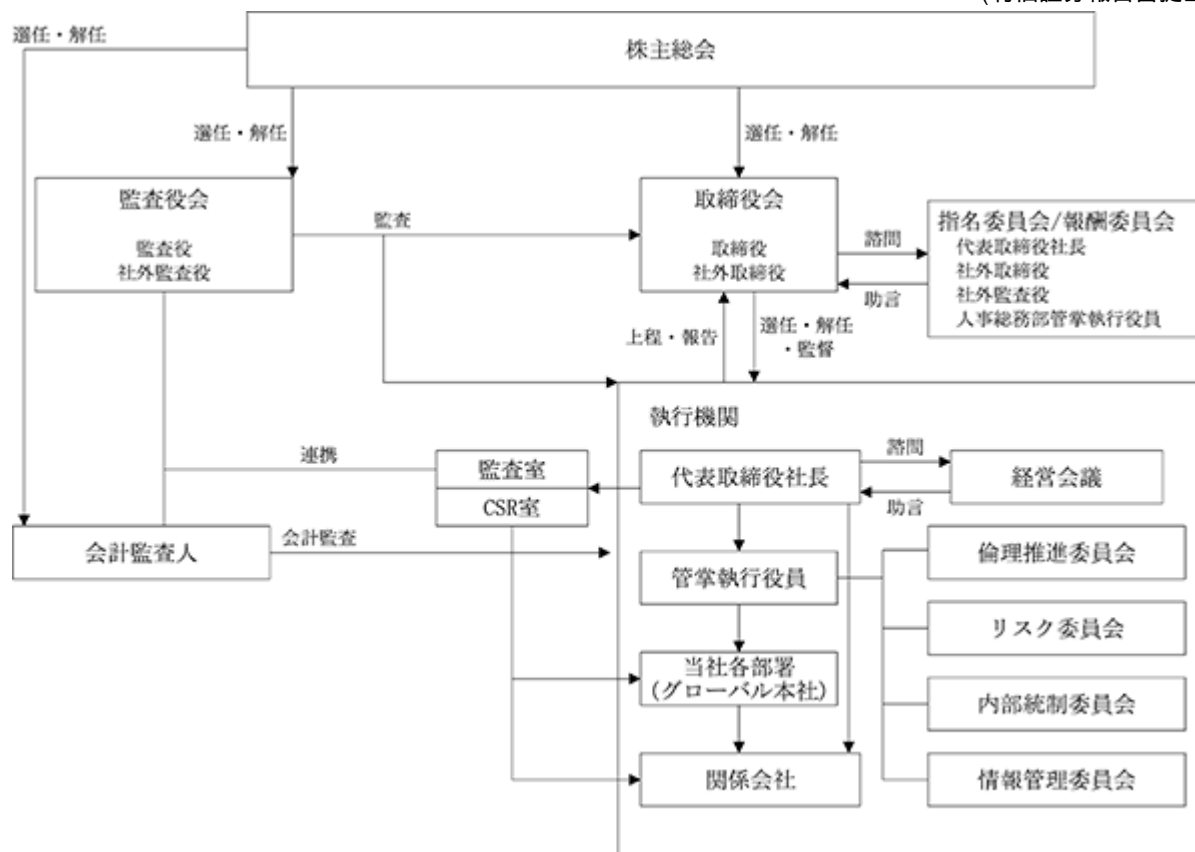 選任・解任
株主総会
選任・解任
選任・解任
監査役会
監査役
社外監査役
監査
取締役会
取締役
社外取締役
諮問
助言
指名委員会/報酬委員会
代表取締役社長
社外取締役
社外監査役
人事総務部管掌執行役員
上程・報告
選任・解任
・監督
執行機関
連携
監査室
CSR室
代表取締役社長
諮問
助言
経営会議
会計監査人
会計監査
管掌執行役員
倫理推進委員会
リスク委員会
当社各部署
(グローバル本社)
内部統制委員会
関係会社
情報管理委員会